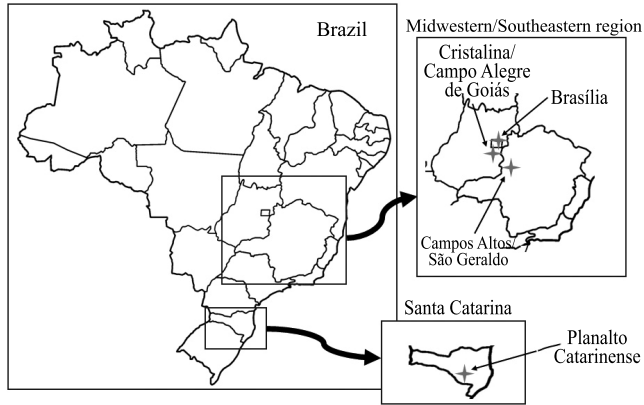 Brazil
Midwestern/Southeastern region
Cristalina/
Campo Alegre
de Goiás
Brasília
Campos Altos/
São Geraldo
Santa Catarina
Planalto
Catarinense